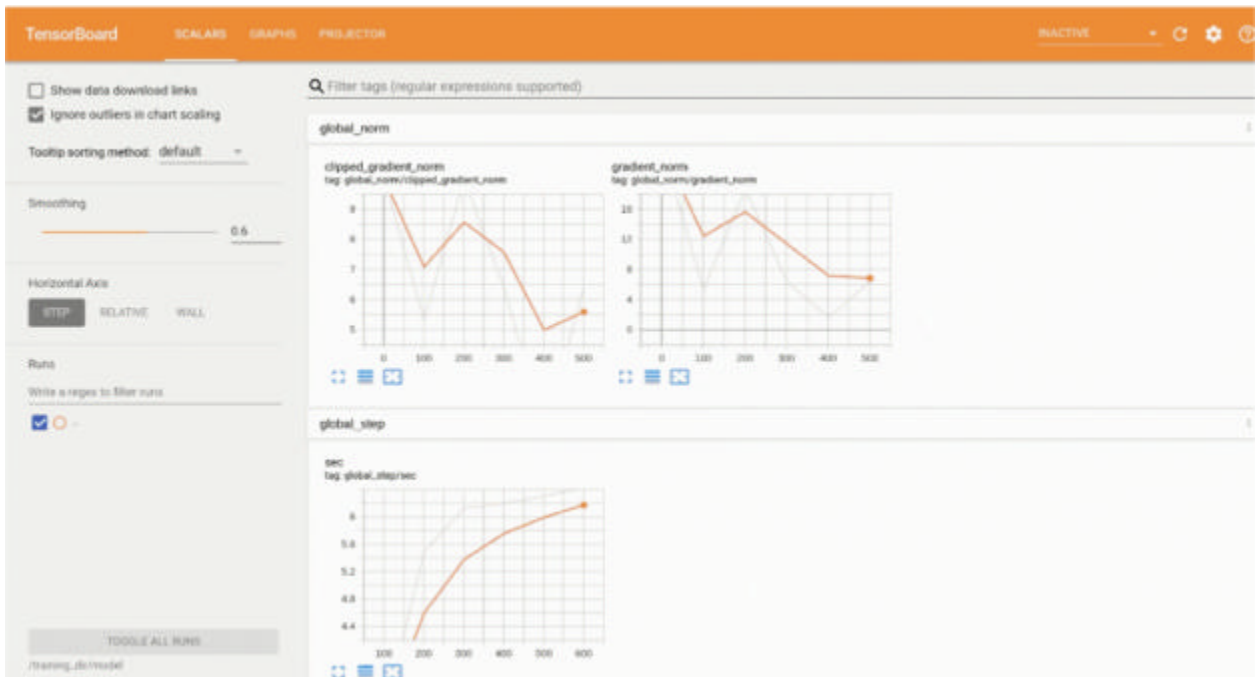 TensorBoard
SCALARS GRAPHS PROJECTOR
INACTIVE
Show data download links
Ignore outliers in chart scaling
Tooltip sorting method: default
Smoothing
0.6
Horizontal Axis
STEP RELATIVE WALL
Runs
Write a regex to filter runs
TOGGLE ALL RUNS
/training_dir/model
Filter tags (regular expressions supported)
global_norm
clipped_gradient_norm
tag: global_norm/clipped_gradient_norm
9
8
7
6
5
0 100 200 300 400 500
gradient_norm
tag: global_norm/gradient_norm
16
12
8
4
0
0 100 200 300 400 500
global_step
sec
tag: global_step/sec
6
5.6
5.2
4.8
4.4
100 200 300 400 500 600